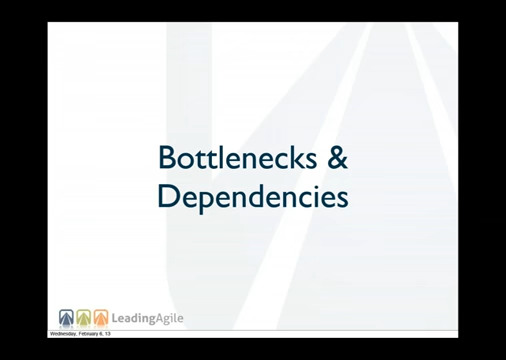 Bottlenecks &
Dependencies
LeadingAgile
Wednesday, February 6, 13